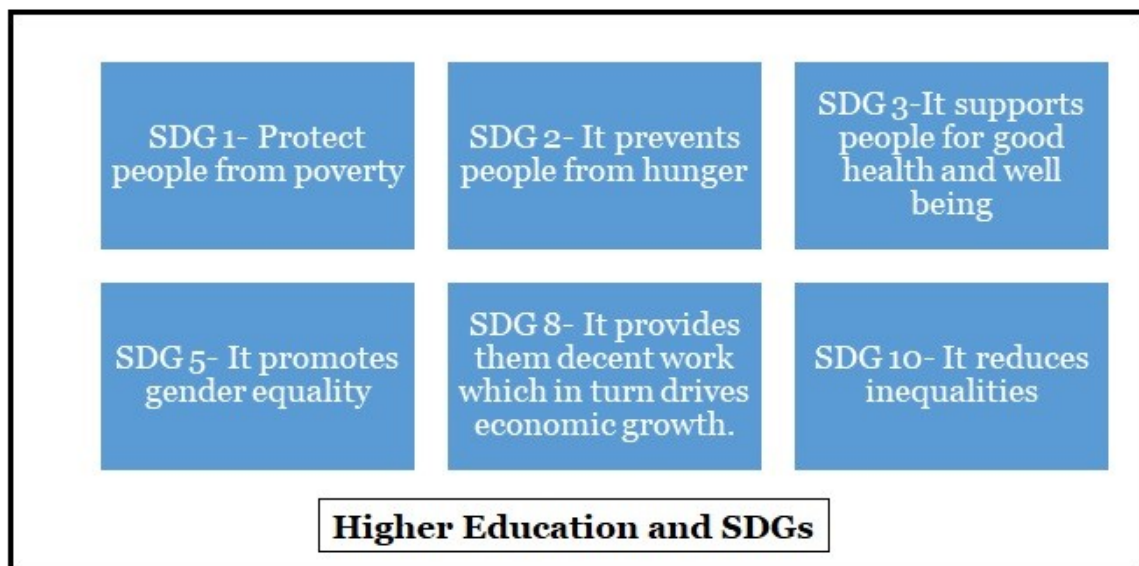 SDG 1- Protect
people from poverty
SDG 2- It prevents
people from hunger
SDG 3-It supports
people for good
health and well
being
SDG 5- It promotes
gender equality
SDG 8- It provides
them decent work
which in turn drives
economic growth.
SDG 10- It reduces
inequalities
Higher Education and SDGs